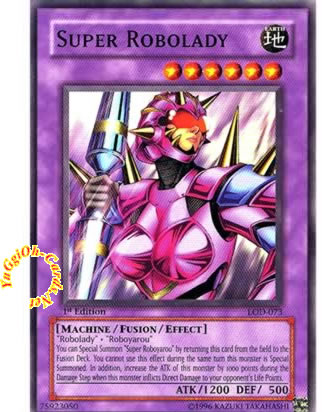 SUPER ROBOLADY
EARTH
地
YuGgiOh-Cards.Net
1st Edition
LOD-073
[MACHINE / FUSION / EFFECT]
"Robolady" + "Roboyarou"
You can Special Summon "Super Roboyarou" by returning this card from the field to the
Fusion Deck. You cannot use this effect during the same turn this monster is Special
Summoned. In addition, increase the ATK of this monster by 1000 points during the
Damage Step when this monster inflicts Direct Damage to your opponent's Life Points.
ATK/1200 DEF/ 500
75923050
©1996 KAZUKI TAKAHASHI